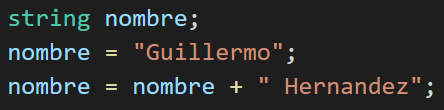 string nombre;
nombre = "Guillermo";
nombre = nombre + " Hernandez";